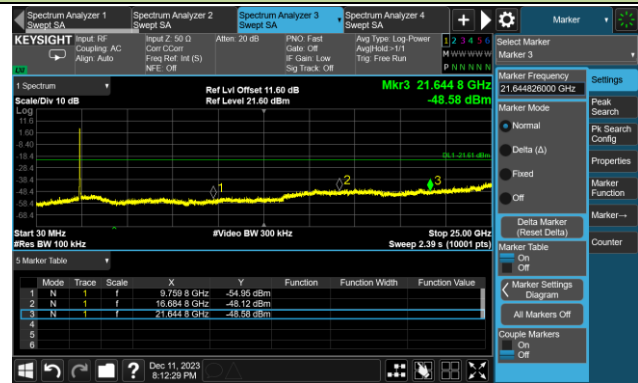 Spectrum Analyzer 1
Swept SA
Spectrum Analyzer 2
Swept SA
Spectrum Analyzer 3
Swept SA
Spectrum Analyzer 4
Swept SA
+
Marker
KEYSIGHT
Input: RF
Coupling: AC
Align: Auto
Input Z: 50 Ω
Corr CCorr
Freq Ref: Int (S)
NFE: Off
Atten: 20 dB
PNO: Fast
Gate: Off
IF Gain: Low
Sig Track: Off
Avg Type: Log-Power
Avg|Hold:>1/1
Trig: Free Run
1 2 3 4 5 6
M W W W W W
P N N N N N
Select Marker
Marker 3
1 Spectrum
Scale/Div 10 dB
Ref Lvl Offset 11.60 dB
Ref Level 21.60 dBm
Mkr3 21.644 8 GHz
-48.58 dBm
Log
11.6
1.60
-8.40
-18.4
-28.4
-38.4
-48.4
-58.4
-68.4
DL1 -21.61 dBm
1
2
3
Start 30 MHz
#Res BW 100 kHz
#Video BW 300 kHz
Stop 25.00 GHz
Sweep 2.39 s (10001 pts)
5 Marker Table
Mode Trace Scale X Y Function Function Width Function Value
1 N 1 f 9.759 8 GHz -54.95 dBm
2 N 1 f 16.684 8 GHz -48.12 dBm
3 N 1 f 21.644 8 GHz -48.58 dBm
4
5
6
Marker Frequency
21.644826000 GHz
Marker Mode
Normal
Delta (Δ)
Fixed
Off
Delta Marker
(Reset Delta)
Marker Table
On
Off
Marker Settings
Diagram
All Markers Off
Couple Markers
On
Off
Settings
Peak
Search
Pk Search
Config
Properties
Marker
Function
Marker→
Counter
?
Dec 11, 2023
8:12:29 PM